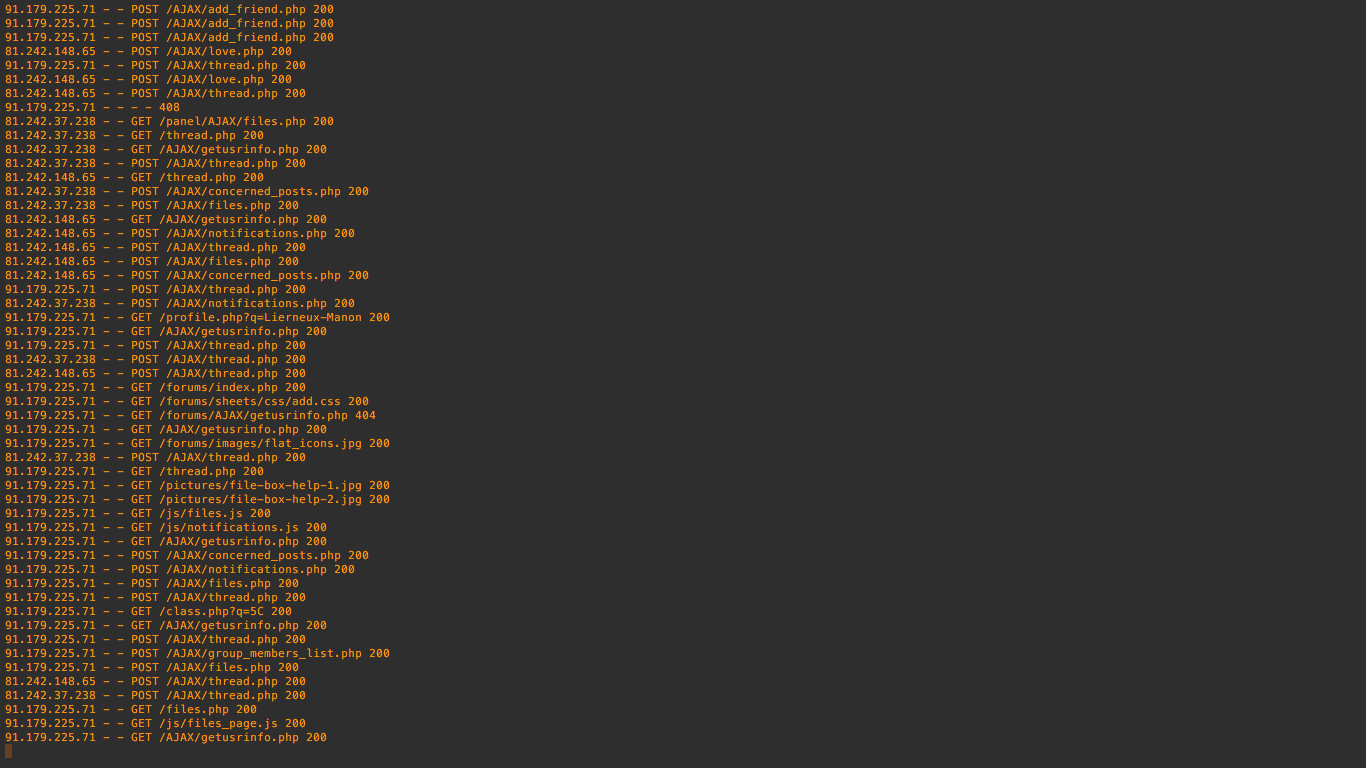 91.179.225.71 - - POST /AJAX/add_friend.php 200
91.179.225.71 - - POST /AJAX/add_friend.php 200
91.179.225.71 - - POST /AJAX/add_friend.php 200
81.242.148.65 - - POST /AJAX/love.php 200
91.179.225.71 - - POST /AJAX/thread.php 200
81.242.148.65 - - POST /AJAX/love.php 200
81.242.148.65 - - POST /AJAX/thread.php 200
91.179.225.71 - - - - 408
81.242.37.238 - - GET /panel/AJAX/files.php 200
81.242.37.238 - - GET /thread.php 200
81.242.37.238 - - GET /AJAX/getusrinfo.php 200
81.242.37.238 - - POST /AJAX/thread.php 200
81.242.148.65 - - GET /thread.php 200
81.242.37.238 - - POST /AJAX/concerned_posts.php 200
81.242.37.238 - - POST /AJAX/files.php 200
81.242.148.65 - - GET /AJAX/getusrinfo.php 200
81.242.148.65 - - POST /AJAX/notifications.php 200
81.242.148.65 - - POST /AJAX/thread.php 200
81.242.148.65 - - POST /AJAX/files.php 200
81.242.148.65 - - POST /AJAX/concerned_posts.php 200
91.179.225.71 - - POST /AJAX/thread.php 200
81.242.37.238 - - POST /AJAX/notifications.php 200
91.179.225.71 - - GET /profile.php?q=Lierneux-Manon 200
91.179.225.71 - - GET /AJAX/getusrinfo.php 200
91.179.225.71 - - POST /AJAX/thread.php 200
81.242.37.238 - - POST /AJAX/thread.php 200
81.242.148.65 - - POST /AJAX/thread.php 200
91.179.225.71 - - GET /forums/index.php 200
91.179.225.71 - - GET /forums/sheets/css/add.css 200
91.179.225.71 - - GET /forums/AJAX/getusrinfo.php 404
91.179.225.71 - - GET /AJAX/getusrinfo.php 200
91.179.225.71 - - GET /forums/images/flat_icons.jpg 200
81.242.37.238 - - POST /AJAX/thread.php 200
91.179.225.71 - - GET /thread.php 200
91.179.225.71 - - GET /pictures/file-box-help-1.jpg 200
91.179.225.71 - - GET /pictures/file-box-help-2.jpg 200
91.179.225.71 - - GET /js/files.js 200
91.179.225.71 - - GET /js/notifications.js 200
91.179.225.71 - - GET /AJAX/getusrinfo.php 200
91.179.225.71 - - POST /AJAX/concerned_posts.php 200
91.179.225.71 - - POST /AJAX/notifications.php 200
91.179.225.71 - - POST /AJAX/files.php 200
91.179.225.71 - - POST /AJAX/thread.php 200
91.179.225.71 - - GET /class.php?q=5C 200
91.179.225.71 - - GET /AJAX/getusrinfo.php 200
91.179.225.71 - - POST /AJAX/thread.php 200
91.179.225.71 - - POST /AJAX/group_members_list.php 200
91.179.225.71 - - POST /AJAX/files.php 200
81.242.148.65 - - POST /AJAX/thread.php 200
81.242.37.238 - - POST /AJAX/thread.php 200
91.179.225.71 - - GET /files.php 200
91.179.225.71 - - GET /js/files_page.js 200
91.179.225.71 - - GET /AJAX/getusrinfo.php 200